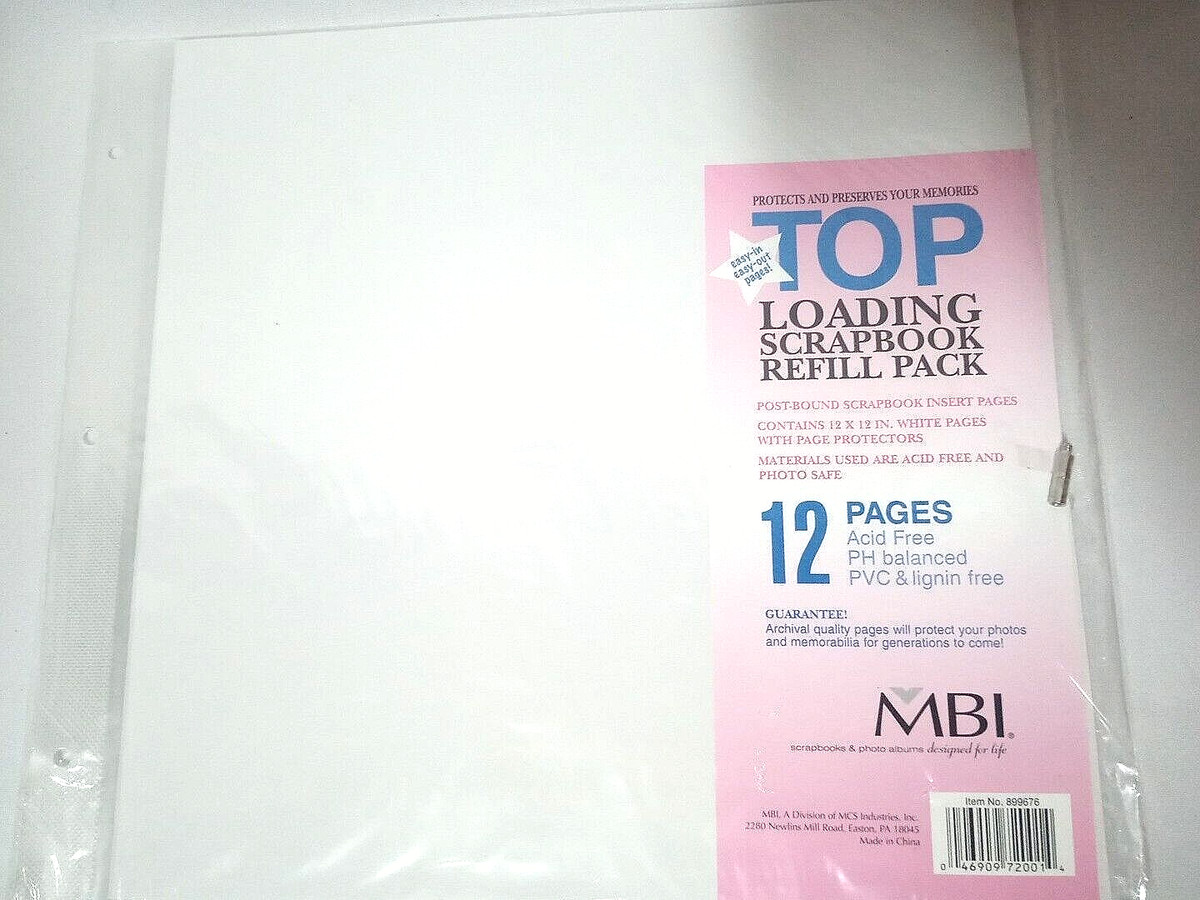 PROTECTS AND PRESERVES YOUR MEMORIES
TOP
easy-in
easy-out
pages!
LOADING
SCRAPBOOK
REFILL PACK
POST-BOUND SCRAPBOOK INSERT PAGES
CONTAINS 12 X 12 IN. WHITE PAGES
WITH PAGE PROTECTORS
MATERIALS USED ARE ACID FREE AND
PHOTO SAFE
12 PAGES
Acid Free
PH balanced
PVC & lignin free
GUARANTEE!
Archival quality pages will protect your photos
and memorabilia for generations to come!
MBI®
scrapbooks & photo albums designed for life
MBI, A Division of MCS Industries, Inc.
2280 Newlins Mill Road, Easton, PA 18045
Made in China
Item No. 899676
0 46909 72001 4